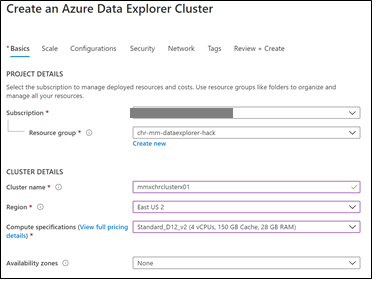 Create an Azure Data Explorer Cluster
* Basics Scale Configurations Security Network Tags Review + Create
PROJECT DETAILS
Select the subscription to manage deployed resources and costs. Use resource groups like folders to organize and
manage all your resources.
Subscription *
Resource group * chr-mm-dataexplorer-hack
Create new
CLUSTER DETAILS
Cluster name * mmxchrclusterx01
Region * East US 2
Compute specifications (View full pricing Standard_D12_v2 (4 vCPUs, 150 GB Cache, 28 GB RAM)
details) *
Availability zones None